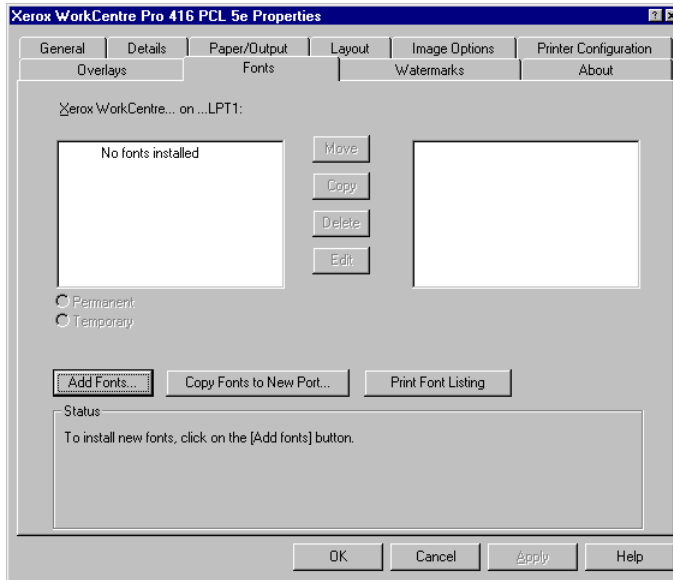 Xerox WorkCentre Pro 416 PCL 5e Properties
General Details Paper/Output Layout Image Options Printer Configuration
Overlays Fonts Watermarks About
Xerox WorkCentre... on ...LPT1:
No fonts installed
Move
Copy
Delete
Edit
Permanent
Temporary
Add Fonts... Copy Fonts to New Port... Print Font Listing
Status
To install new fonts, click on the [Add fonts] button.
OK Cancel Apply Help